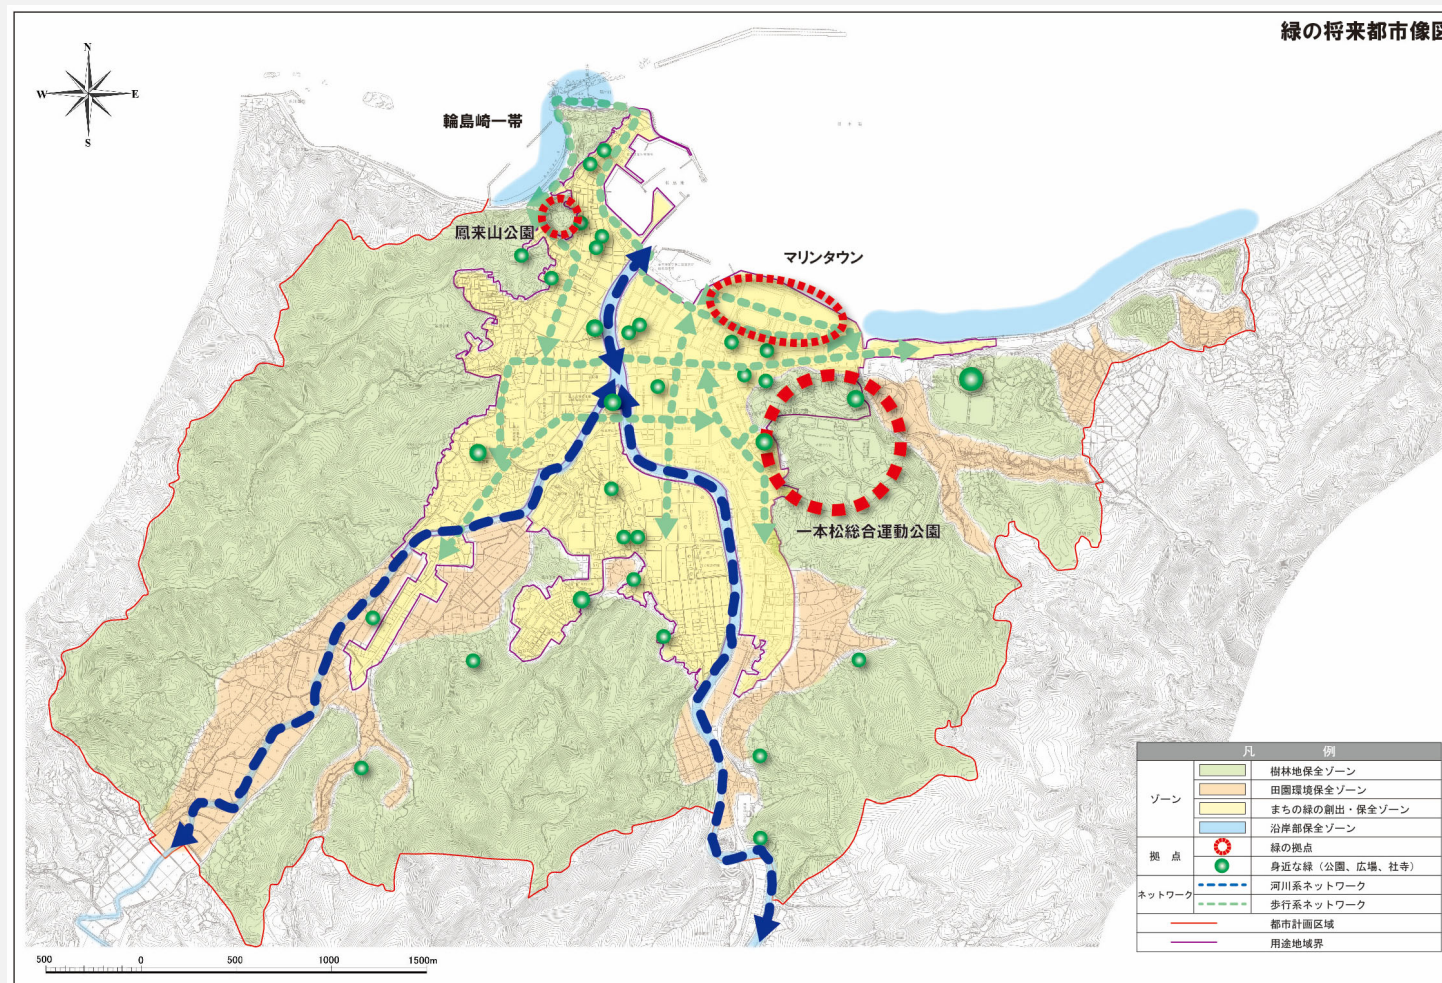 緑の将来都市像図
N
W
E
S
輪島崎一帯
鳳来山公園
マリンタウン
一本松総合運動公園
凡 例
ゾーン
樹林地保全ゾーン
田園環境保全ゾーン
まちの緑の創出・保全ゾーン
沿岸部保全ゾーン
拠 点
緑の拠点
身近な緑（公園、広場、社寺）
ネットワーク
河川系ネットワーク
歩行系ネットワーク
都市計画区域
用途地域界
500 0 500 1000 1500m